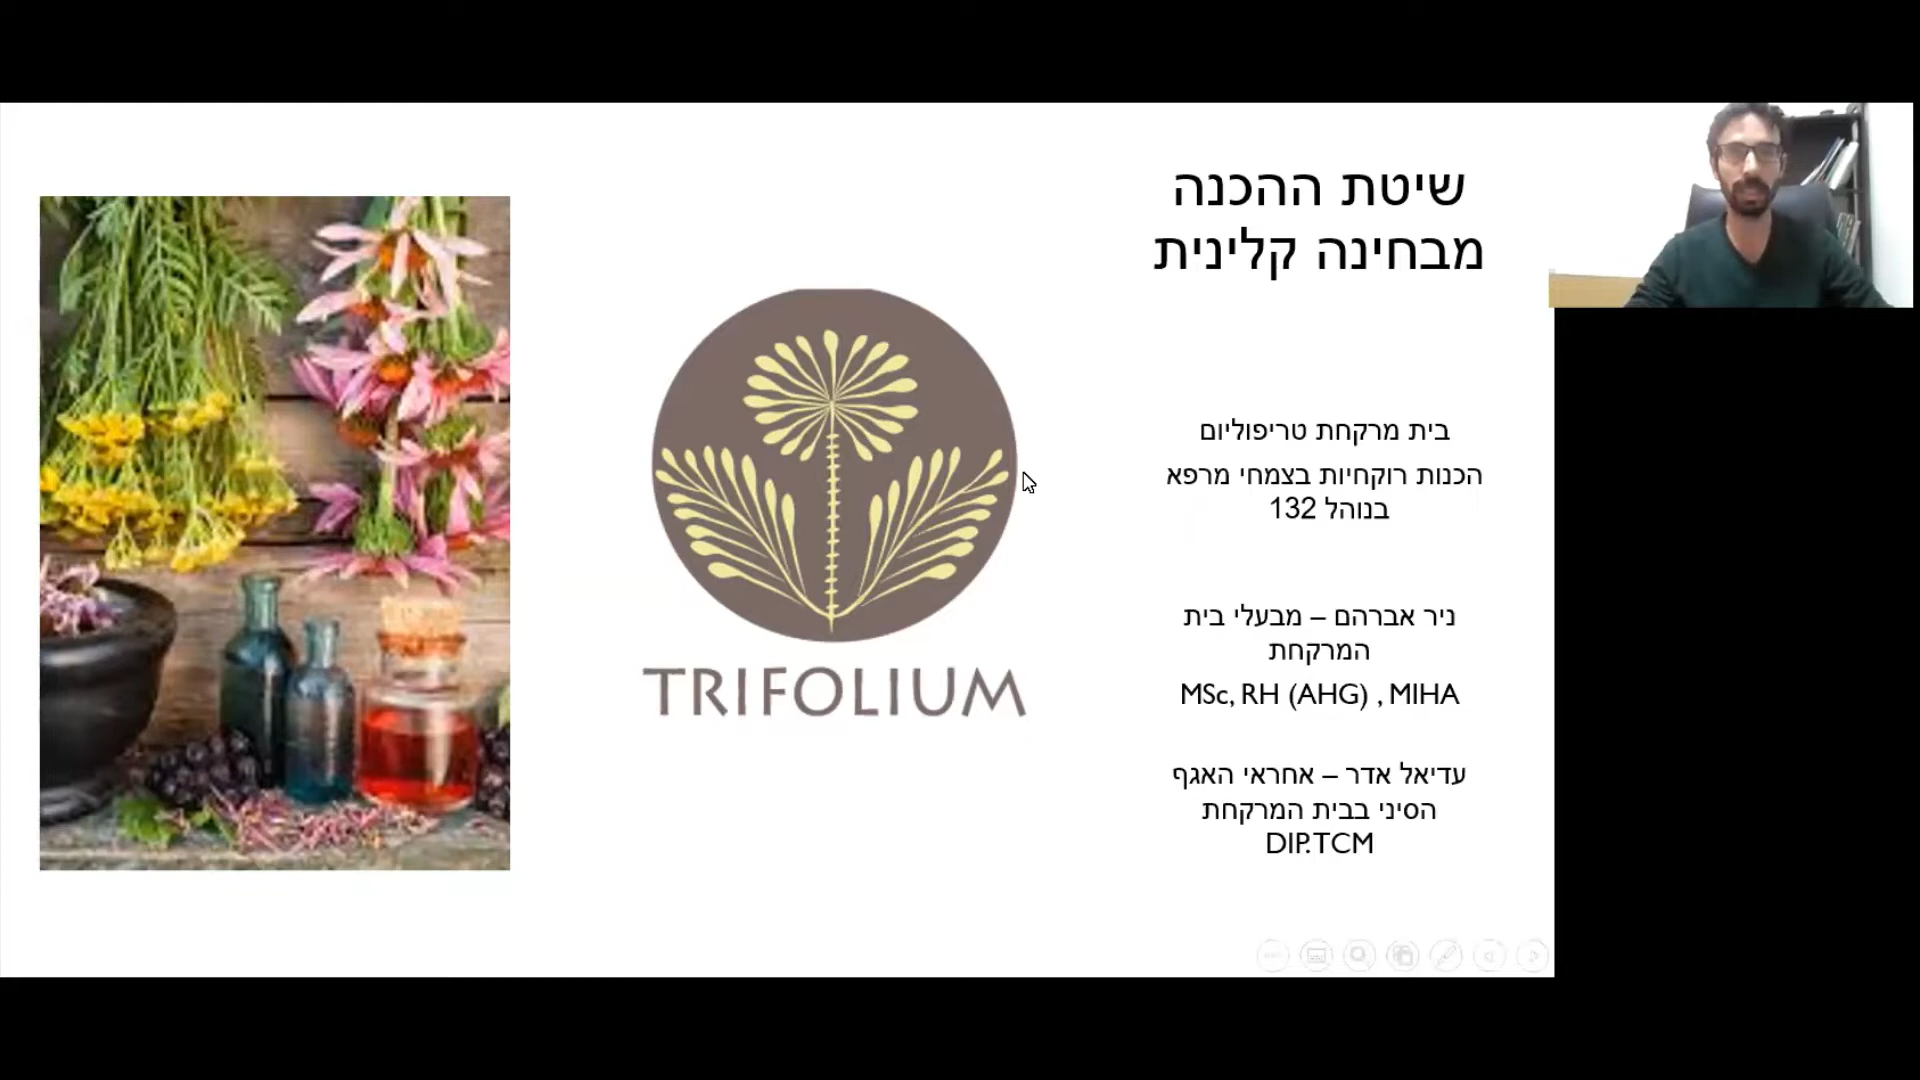 שיטת ההכנה
מבחינה קלינית
בית מרקחת טריפוליום
הכנות רוקחיות בצמחי מרפא
בנוהל 132
ניר אברהם – מבעלי בית
המרקחת
MSc, RH (AHG) , MIHA
עדיאל אדר – אחראי האגף
הסיני בבית המרקחת
DIP.TCM
TRIFOLIUM